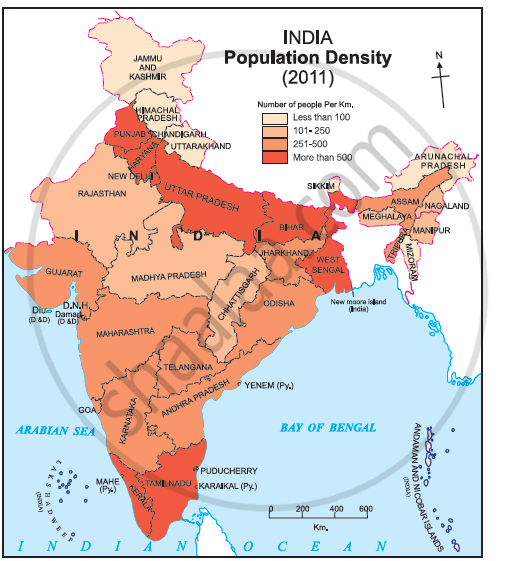 INDIA
Population Density
(2011)
N
Number of people Per Km.
Less than 100
101- 250
251-500
More than 500
JAMMU
AND
KASHMIR
HIMACHAL
PRADESH
PUNJAB
CHANDIGARH
UTTARAKHAND
HARYANA
NEW DELHI
RAJASTHAN
UTTAR PRADESH
SIKKIM
ARUNACHAL
PRADESH
ASSAM
NAGALAND
MEGHALAYA
MANIPUR
TRIPURA
MIZORAM
BIHAR
I N D I A
JHARKHAND
WEST
BENGAL
GUJARAT
MADHYA PRADESH
CHHATTISGARH
ODISHA
New moore island
(India)
Diu
(D &D)
D.N.H
Daman
(D &D)
MAHARASHTRA
TELANGANA
YENEM (Py.)
ANDHRA PRADESH
GOA
KARNATAKA
ARABIAN SEA
BAY OF BENGAL
LAKSHADWEEP
(INDIA)
MAHE
(Py.)
KERALA
TAMILNADU
PUDUCHERRY
KARAIKAL (Py.)
ANDAMAN AND NICOBAR ISLANDS
(INDIA)
0 200 400 600
Km.
INDIAN OCEAN
shaalaa.com